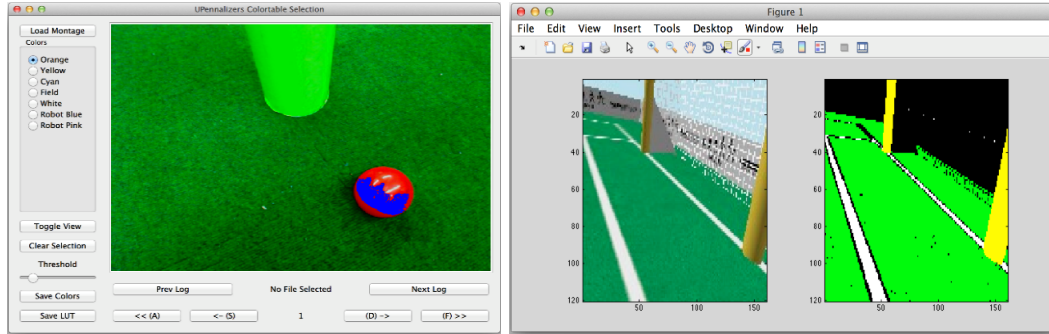 UPennalizers Colortable Selection
Load Montage
Colors
Orange
Yellow
Cyan
Field
White
Robot Blue
Robot Pink
Toggle View
Clear Selection
Threshold
Save Colors
Save LUT
Prev Log
No File Selected
Next Log
<< (A)
<- (S)
1
(D) ->
(F) >>
Figure 1
File Edit View Insert Tools Desktop Window Help
20
40
60
80
100
120
50
100
150
20
40
60
80
100
120
50
100
150